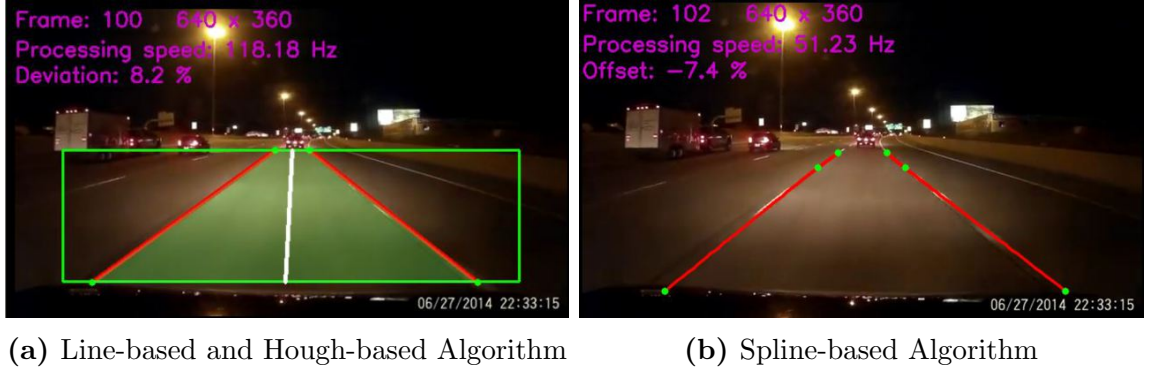 Frame: 100 640 x 360
Processing speed: 118.18 Hz
Deviation: 8.2 %
06/27/2014 22:33:15
(a) Line-based and Hough-based Algorithm
Frame: 102 640 x 360
Processing speed: 51.23 Hz
Offset: −7.4 %
06/27/2014 22:33:15
(b) Spline-based Algorithm